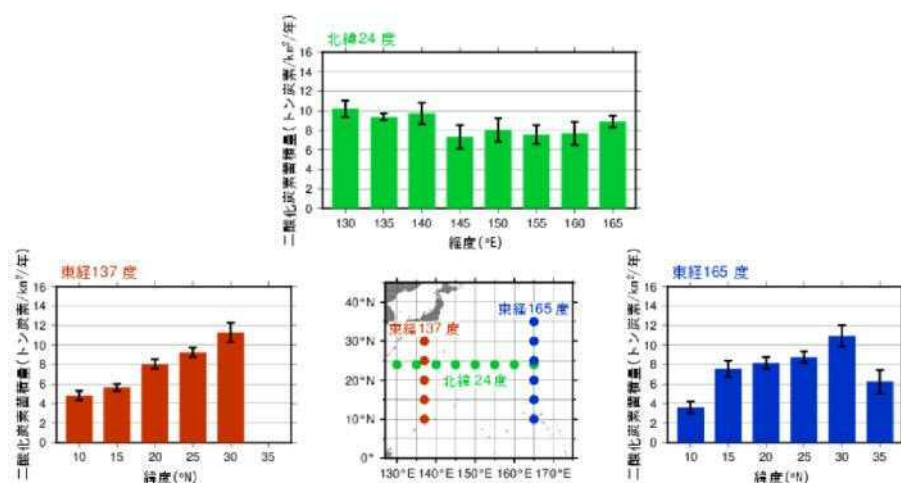 北緯24度
二酸化炭素蓄積量(トン炭素/km²/年)
16
14
12
10
8
6
4
2
0
130 135 140 145 150 155 160 165
経度(°E)
東経137度
二酸化炭素蓄積量(トン炭素/km²/年)
16
14
12
10
8
6
4
2
0
10 15 20 25 30 35
緯度(°N)
40°N
30°N
20°N
10°N
0°
東経137度
東経165度
北緯24度
130°E 140°E 150°E 160°E 170°E
東経165度
二酸化炭素蓄積量(トン炭素/km²/年)
16
14
12
10
8
6
4
2
0
10 15 20 25 30 35
緯度(°N)